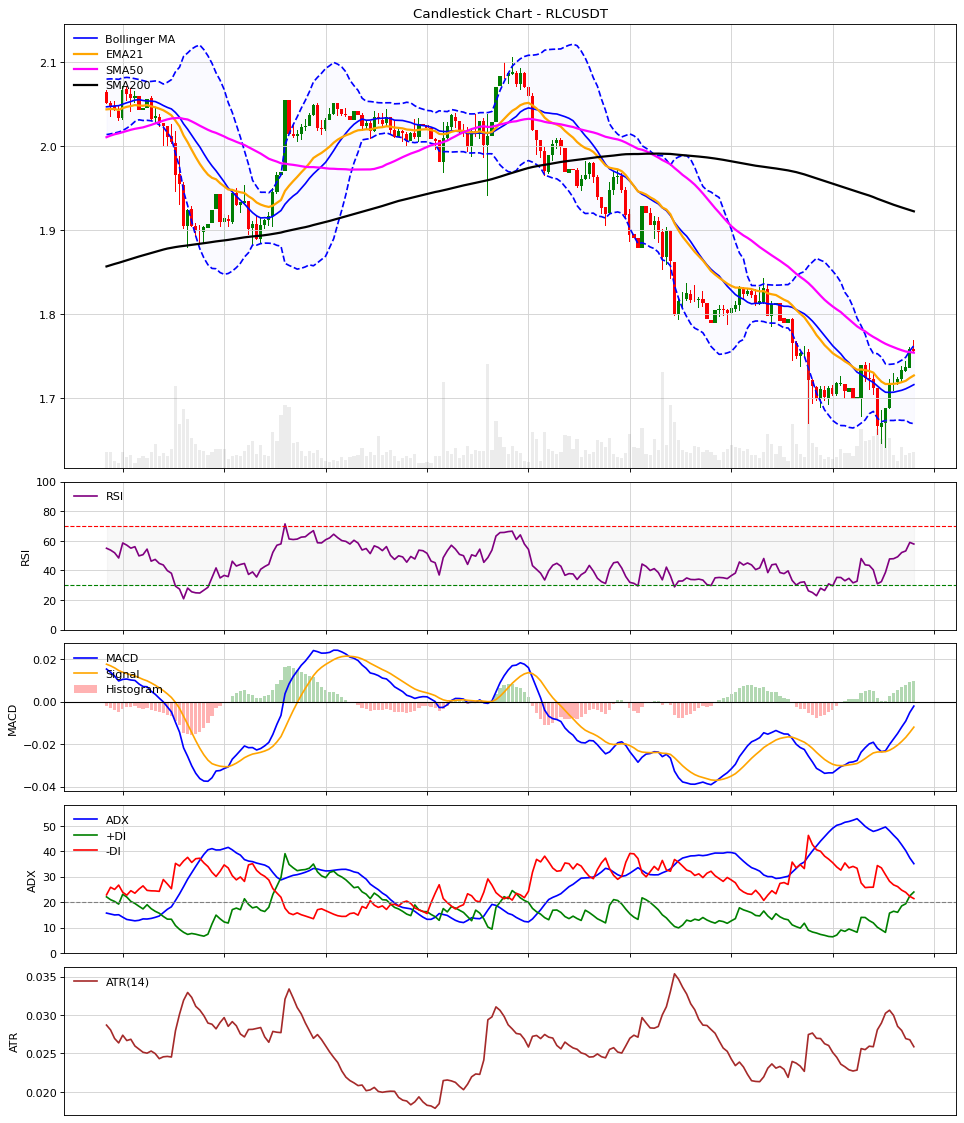 Candlestick Chart - RLCUSDT
Bollinger MA
EMA21
SMA50
SMA200
2.1
2.0
1.9
1.8
1.7
100
80
60
40
20
0
RSI
RSI
0.02
0.00
−0.02
−0.04
MACD
MACD
Signal
Histogram
50
40
30
20
10
0
ADX
ADX
+DI
-DI
0.035
0.030
0.025
0.020
ATR
ATR(14)